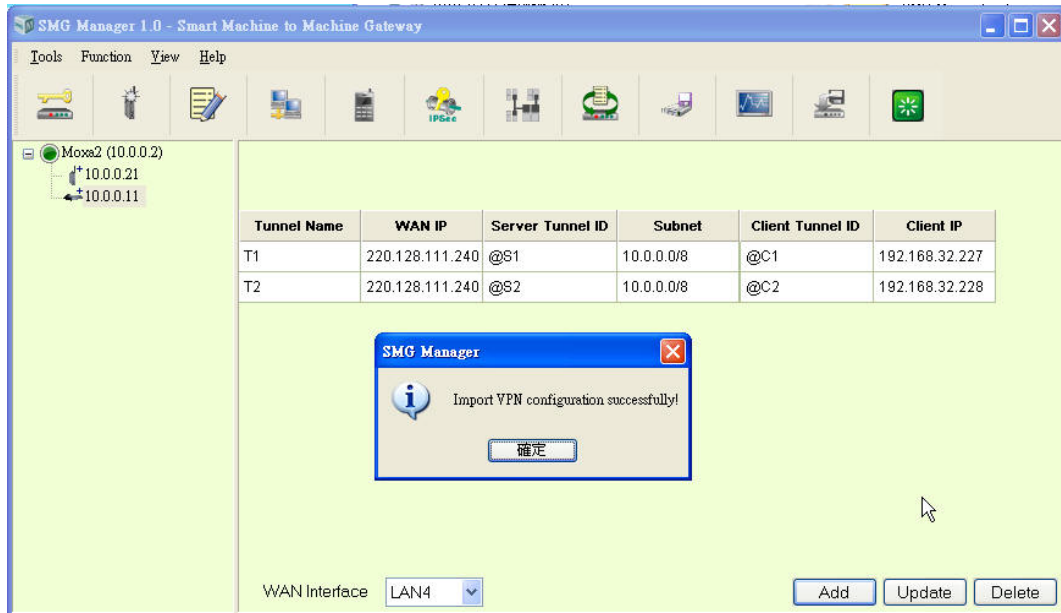 SMG Manager 1.0 - Smart Machine to Machine Gateway
Tools Function View Help
IPSec
Moxa2 (10.0.0.2)
10.0.0.21
10.0.0.11
Tunnel Name WAN IP Server Tunnel ID Subnet Client Tunnel ID Client IP
T1 220.128.111.240 @S1 10.0.0.0/8 @C1 192.168.32.227
T2 220.128.111.240 @S2 10.0.0.0/8 @C2 192.168.32.228
SMG Manager
Import VPN configuration successfully!
確定
WAN Interface LAN4 Add Update Delete